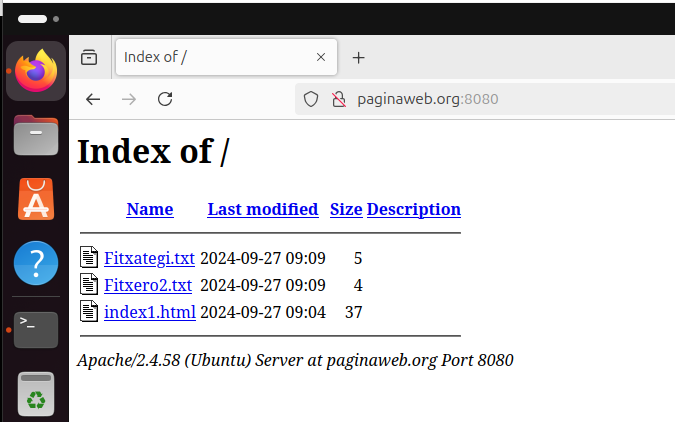 Index of /
paginaweb.org:8080
Index of /
Name Last modified Size Description
Fitxategi.txt 2024-09-27 09:09 5
Fitxero2.txt 2024-09-27 09:09 4
index1.html 2024-09-27 09:04 37
Apache/2.4.58 (Ubuntu) Server at paginaweb.org Port 8080